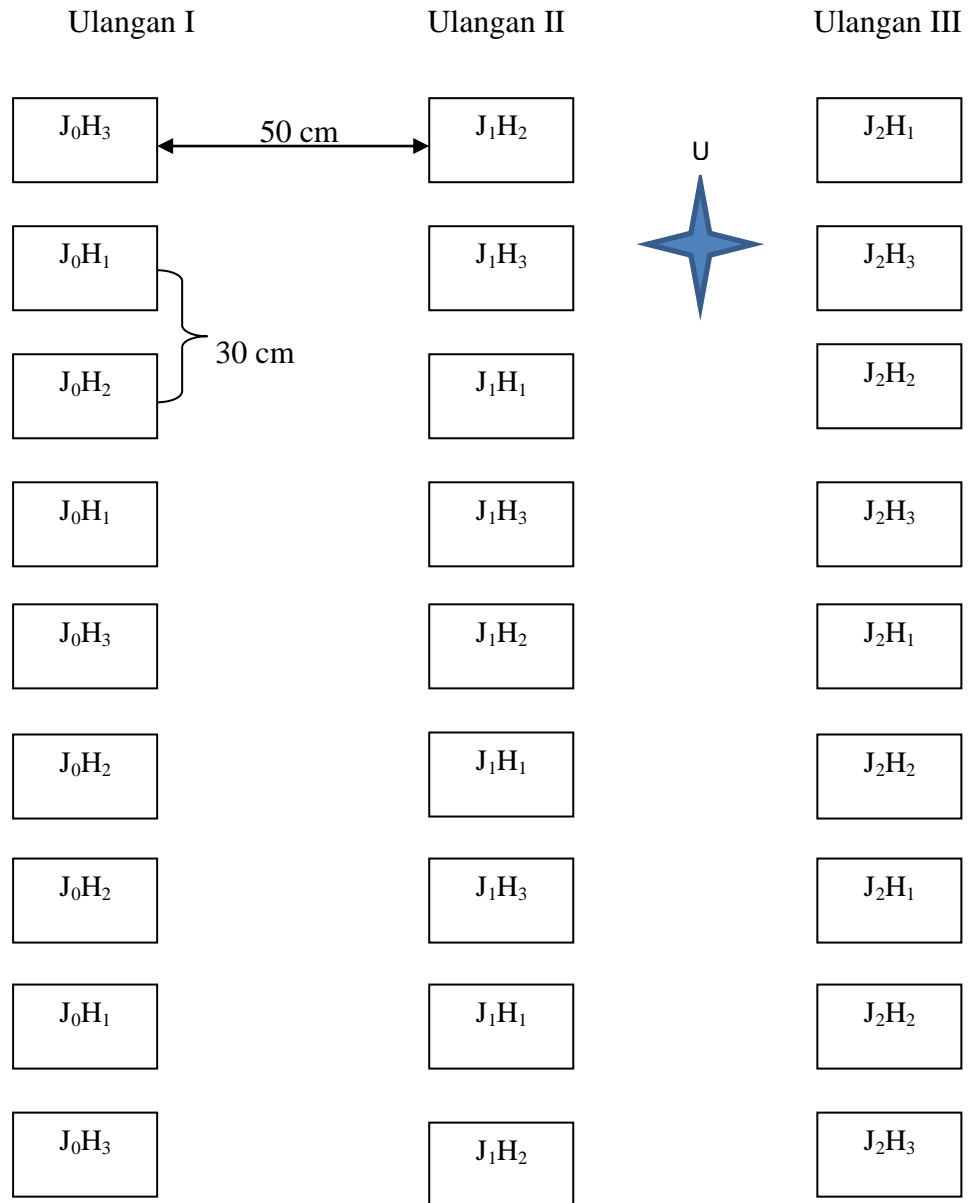 Ulangan I Ulangan II Ulangan III
J₀H₃ 50 cm J₁H₂ J₂H₁
U
J₀H₁ J₁H₃ J₂H₃
30 cm
J₀H₂ J₁H₁ J₂H₂
J₀H₁ J₁H₃ J₂H₃
J₀H₃ J₁H₂ J₂H₁
J₀H₂ J₁H₁ J₂H₂
J₀H₂ J₁H₃ J₂H₁
J₀H₁ J₁H₁ J₂H₂
J₀H₃ J₁H₂ J₂H₃